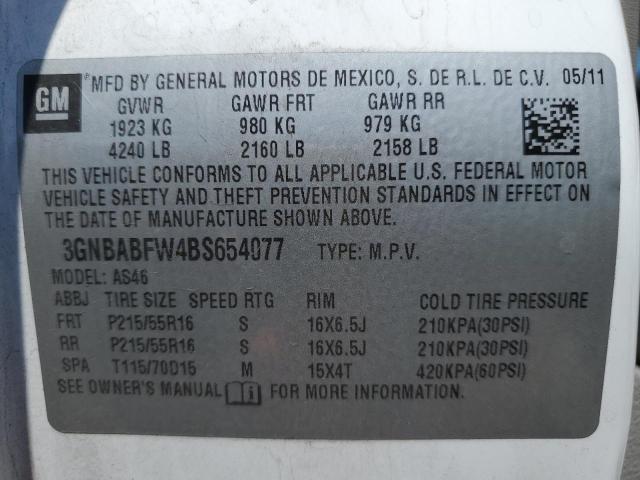 GM ®MFD BY GENERAL MOTORS DE MEXICO, S. DE R.L. DE C.V. 05/11
GVWR GAWR FRT GAWR RR
1923 KG 980 KG 979 KG
4240 LB 2160 LB 2158 LB
THIS VEHICLE CONFORMS TO ALL APPLICABLE U.S. FEDERAL MOTOR
VEHICLE SAFETY AND THEFT PREVENTION STANDARDS IN EFFECT ON
THE DATE OF MANUFACTURE SHOWN ABOVE.
3GNBABFW4BS654077 TYPE: M.P.V.
MODEL: AS46
ABBJ TIRE SIZE SPEED RTG RIM COLD TIRE PRESSURE
FRT P215/55R16 S 16X6.5J 210KPA(30PSI)
RR P215/55R16 S 16X6.5J 210KPA(30PSI)
SPA T115/70D15 M 15X4T 420KPA(60PSI)
SEE OWNER'S MANUAL FOR MORE INFORMATION.